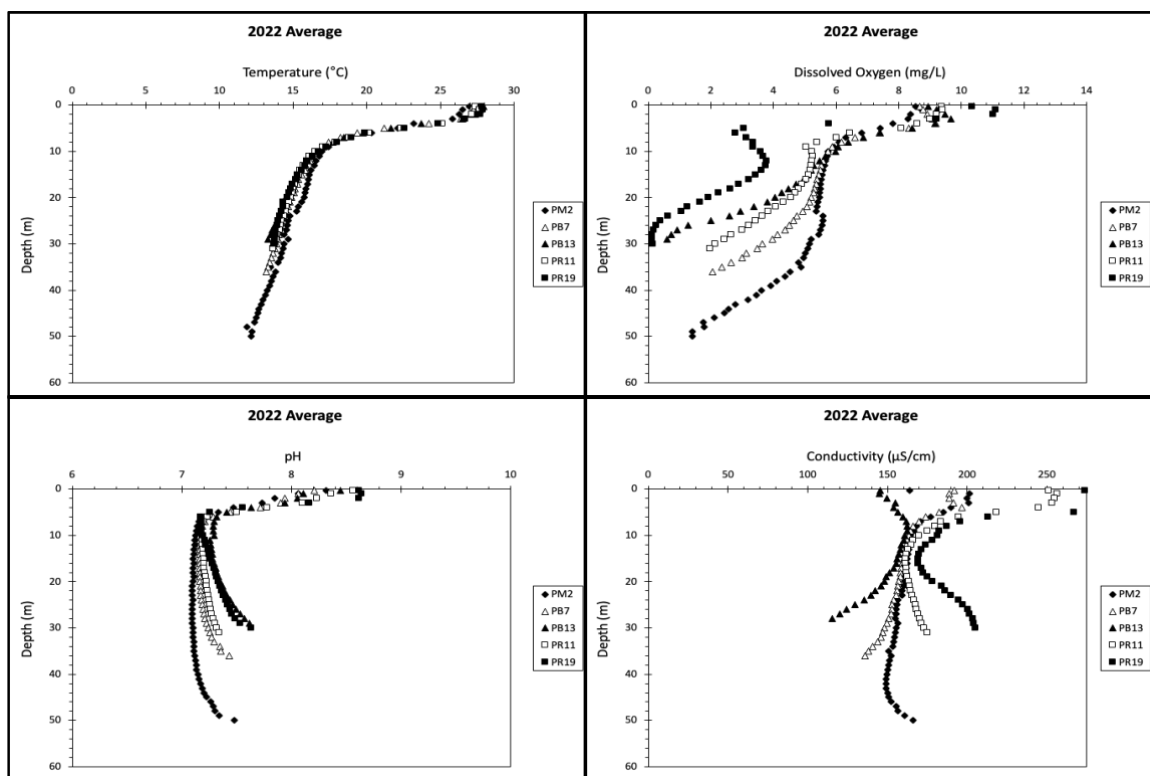 2022 Average
Temperature (°C)
0 5 10 15 20 25 30
0
10
20
30
40
50
60
Depth (m)
PM2
PB7
PB13
PR11
PR19
2022 Average
Dissolved Oxygen (mg/L)
0 2 4 6 8 10 12 14
0
10
20
30
40
50
60
Depth (m)
PM2
PB7
PB13
PR11
PR19
2022 Average
pH
6 7 8 9 10
0
10
20
30
40
50
60
Depth (m)
PM2
PB7
PB13
PR11
PR19
2022 Average
Conductivity (µS/cm)
0 50 100 150 200 250
0
10
20
30
40
50
60
Depth (m)
PM2
PB7
PB13
PR11
PR19